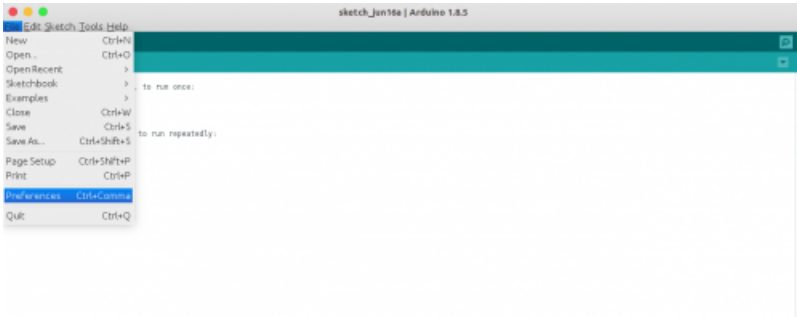 sketch_jun16a | Arduino 1.8.5
File Edit Sketch Tools Help
New Ctrl+N
Open... Ctrl+O
Open Recent >
Sketchbook >
, to run once:
Examples >
Close Ctrl+W
Save Ctrl+S
to run repeatedly:
Save As... Ctrl+Shift+S
Page Setup Ctrl+Shift+P
Print Ctrl+P
Preferences Ctrl+Comma
Quit Ctrl+Q